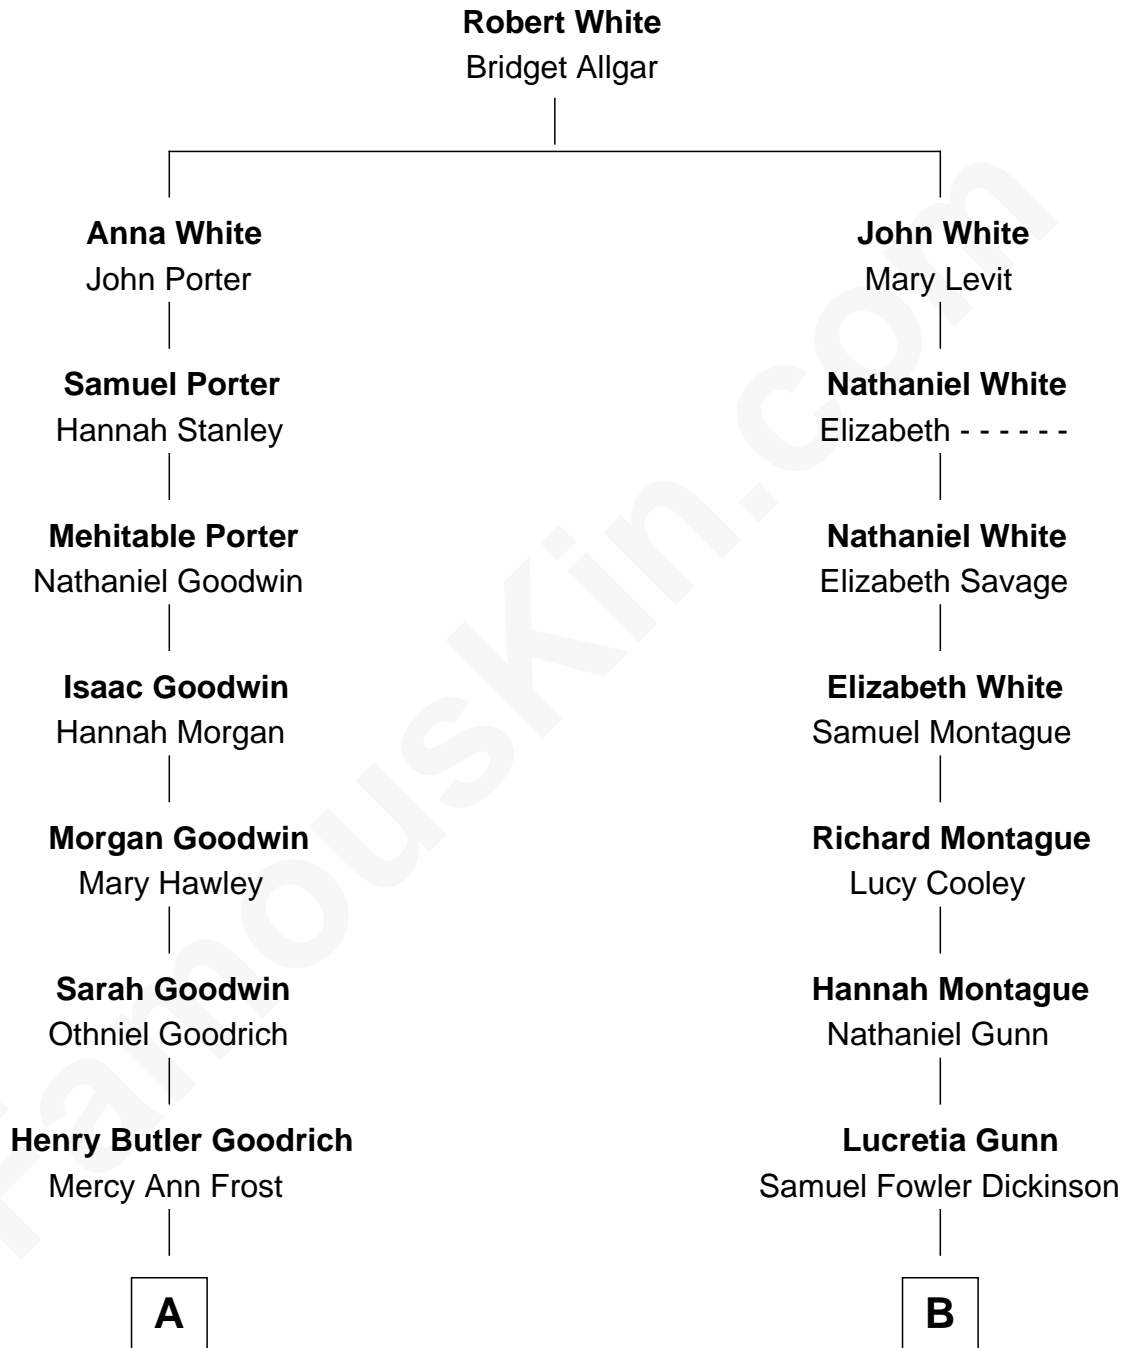 Robert White
Bridget Allgar
Anna White
John Porter
Samuel Porter
Hannah Stanley
Mehitable Porter
Nathaniel Goodwin
Isaac Goodwin
Hannah Morgan
Morgan Goodwin
Mary Hawley
Sarah Goodwin
Othniel Goodrich
Henry Butler Goodrich
Mercy Ann Frost
A
John White
Mary Levit
Nathaniel White
Elizabeth - - - - - -
Nathaniel White
Elizabeth Savage
Elizabeth White
Samuel Montague
Richard Montague
Lucy Cooley
Hannah Montague
Nathaniel Gunn
Lucretia Gunn
Samuel Fowler Dickinson
B
FamousKin.com